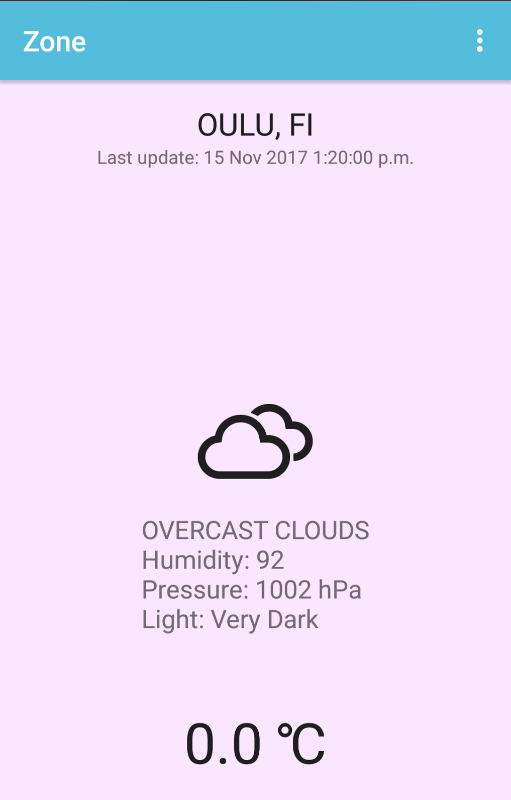 Zone
OULU, FI
Last update: 15 Nov 2017 1:20:00 p.m.
OVERCAST CLOUDS
Humidity: 92
Pressure: 1002 hPa
Light: Very Dark
0.0 ℃